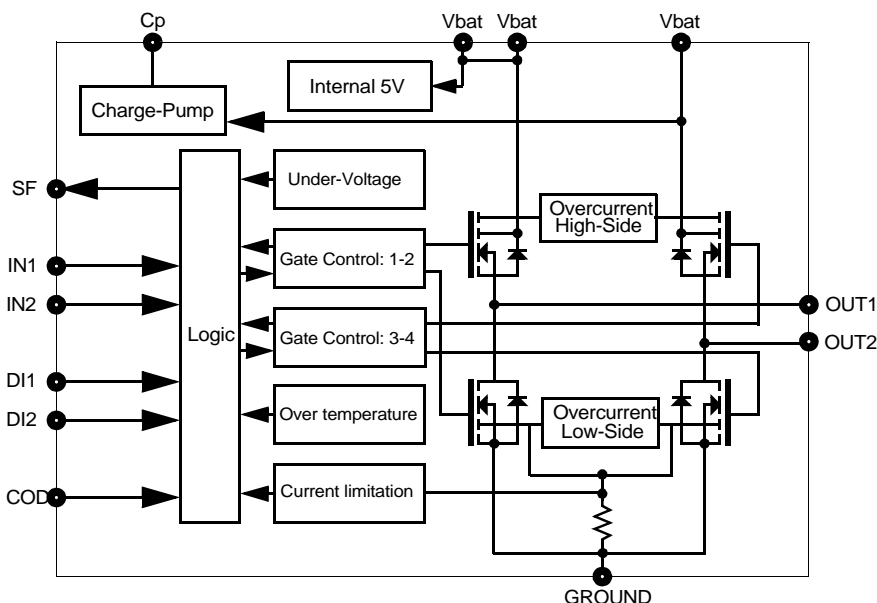 Cp
Vbat
Vbat
Vbat
Internal 5V
Charge-Pump
SF
Under-Voltage
Overcurrent
High-Side
IN1
Gate Control: 1-2
IN2
OUT1
Logic
Gate Control: 3-4
OUT2
DI1
DI2
Over temperature
Overcurrent
Low-Side
COD
Current limitation
GROUND